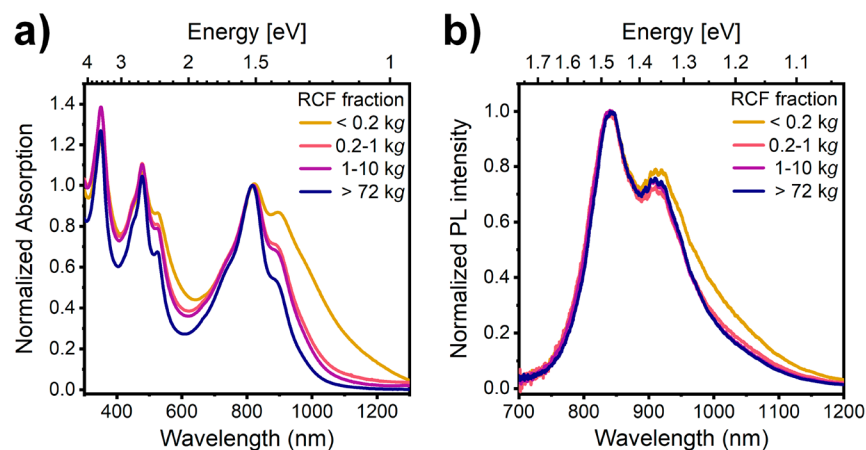 a)
Energy [eV]
4 3 2 1.5 1
Normalized Absorption
1.4
1.2
1.0
0.8
0.6
0.4
0.2
0.0
RCF fraction
< 0.2 kg
0.2-1 kg
1-10 kg
> 72 kg
400 600 800 1000 1200
Wavelength (nm)
b)
Energy [eV]
1.7 1.6 1.5 1.4 1.3 1.2 1.1
Normalized PL intensity
1.0
0.8
0.6
0.4
0.2
0.0
RCF fraction
< 0.2 kg
0.2-1 kg
1-10 kg
> 72 kg
700 800 900 1000 1100 1200
Wavelength (nm)